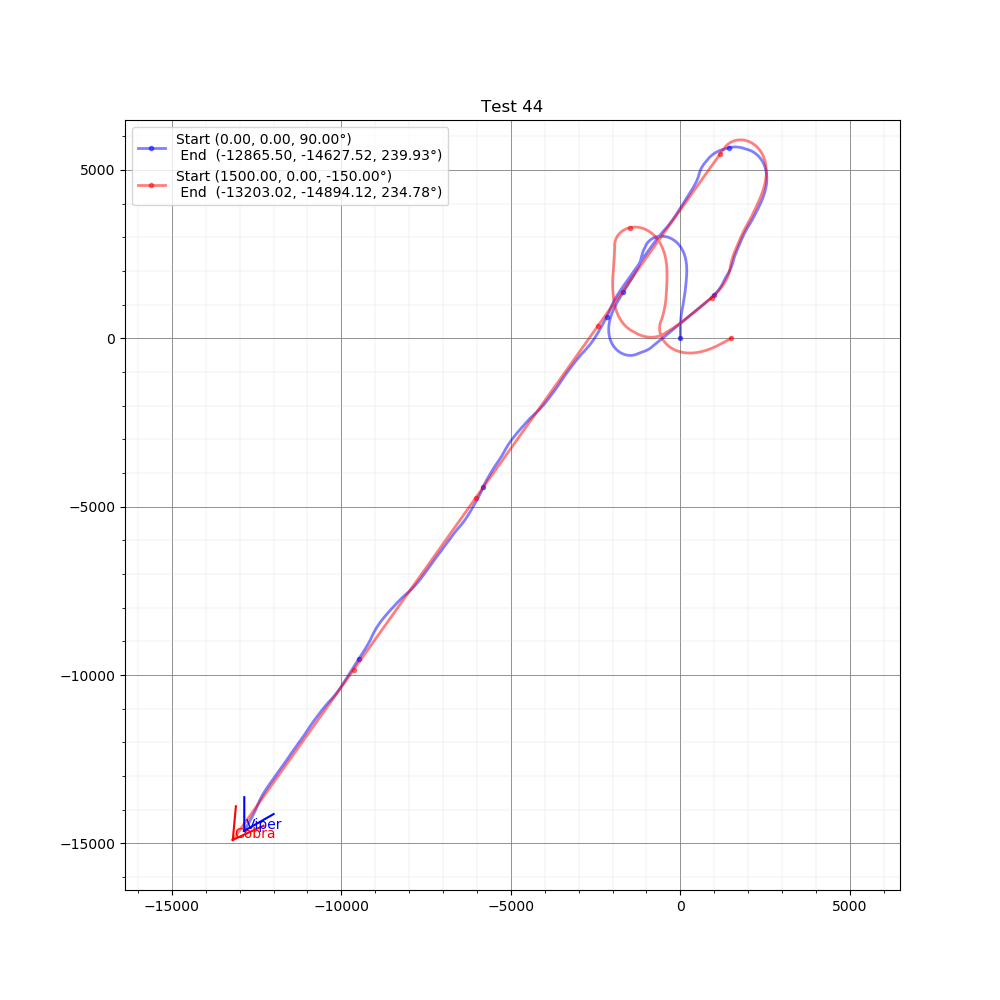 Test 44
Start (0.00, 0.00, 90.00°)
End  (-12865.50, -14627.52, 239.93°)
Start (1500.00, 0.00, -150.00°)
End  (-13203.02, -14894.12, 234.78°)
5000
0
−5000
−10000
−15000
Viper
Cobra
−15000
−10000
−5000
0
5000